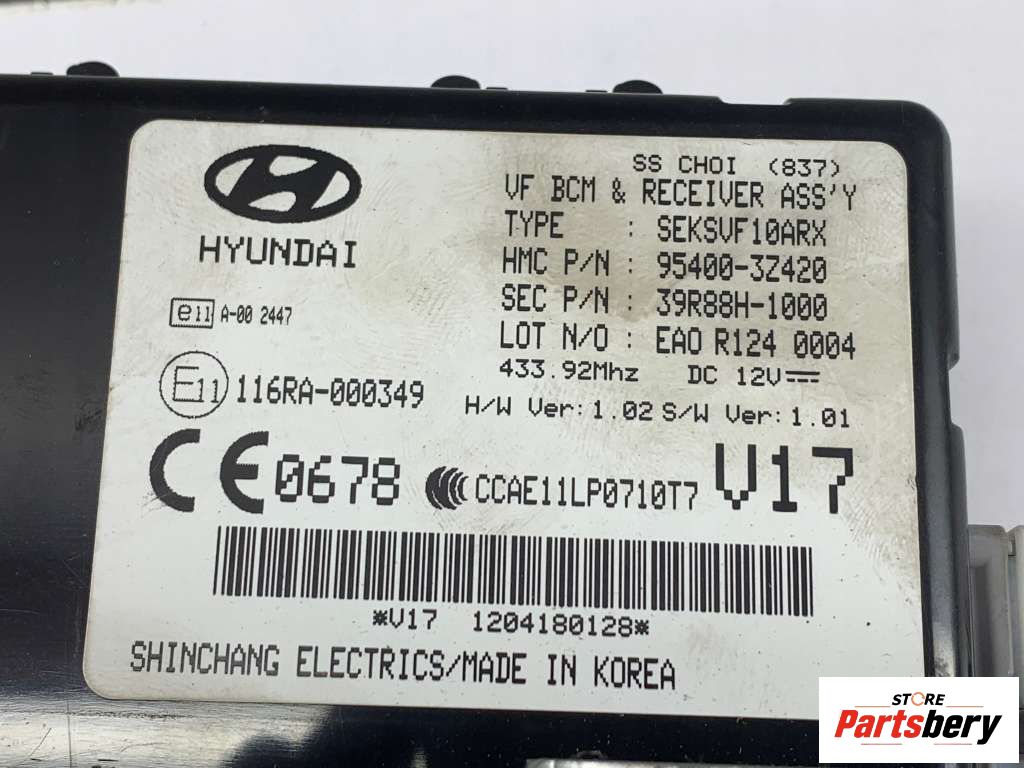 SS CHOI (837)
VF BCM & RECEIVER ASS'Y
TYPE : SEKSVF10ARX
HMC P/N : 95400-3Z420
SEC P/N : 39R88H-1000
LOT N/O : EAO R124 0004
433.92Mhz DC 12V
H/W Ver:1.02 S/W Ver:1.01
HYUNDAI
e11 A-00 2447
E11 116RA-000349
CE 0678 CCAE11LP0710T7 V17
*V17 1204180128*
SHINCHANG ELECTRICS/MADE IN KOREA
STORE
Partsbery